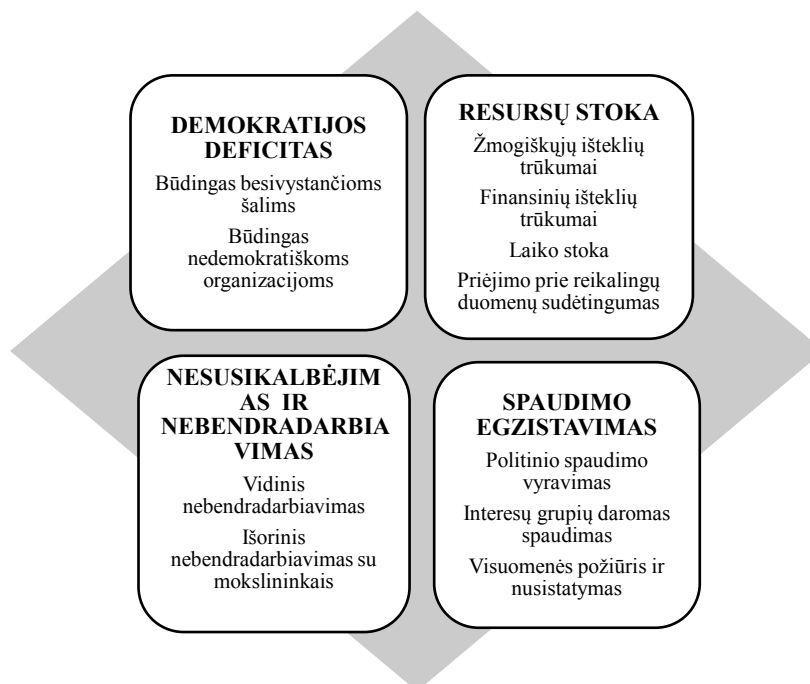 DEMOKRATIJOS
DEFICITAS
Būdingas besivystančioms
šalims
Būdingas
nedemokratiškoms
organizacijoms
RESURSŲ STOKA
Žmogiškųjų išteklių
trūkumai
Finansinių išteklių
trūkumai
Laiko stoka
Priėjimo prie reikalingų
duomenų sudėtingumas
NESUSIKALBĖJIM
AS IR
NEBENDRADARBIA
VIMAS
Vidinis
nebendradarbiavimas
Išorinis
nebendradarbiavimas su
mokslininkais
SPAUDIMO
EGZISTAVIMAS
Politinio spaudimo
vyravimas
Interesų grupių daromas
spaudimas
Visuomenės požiūris ir
nusistatymas